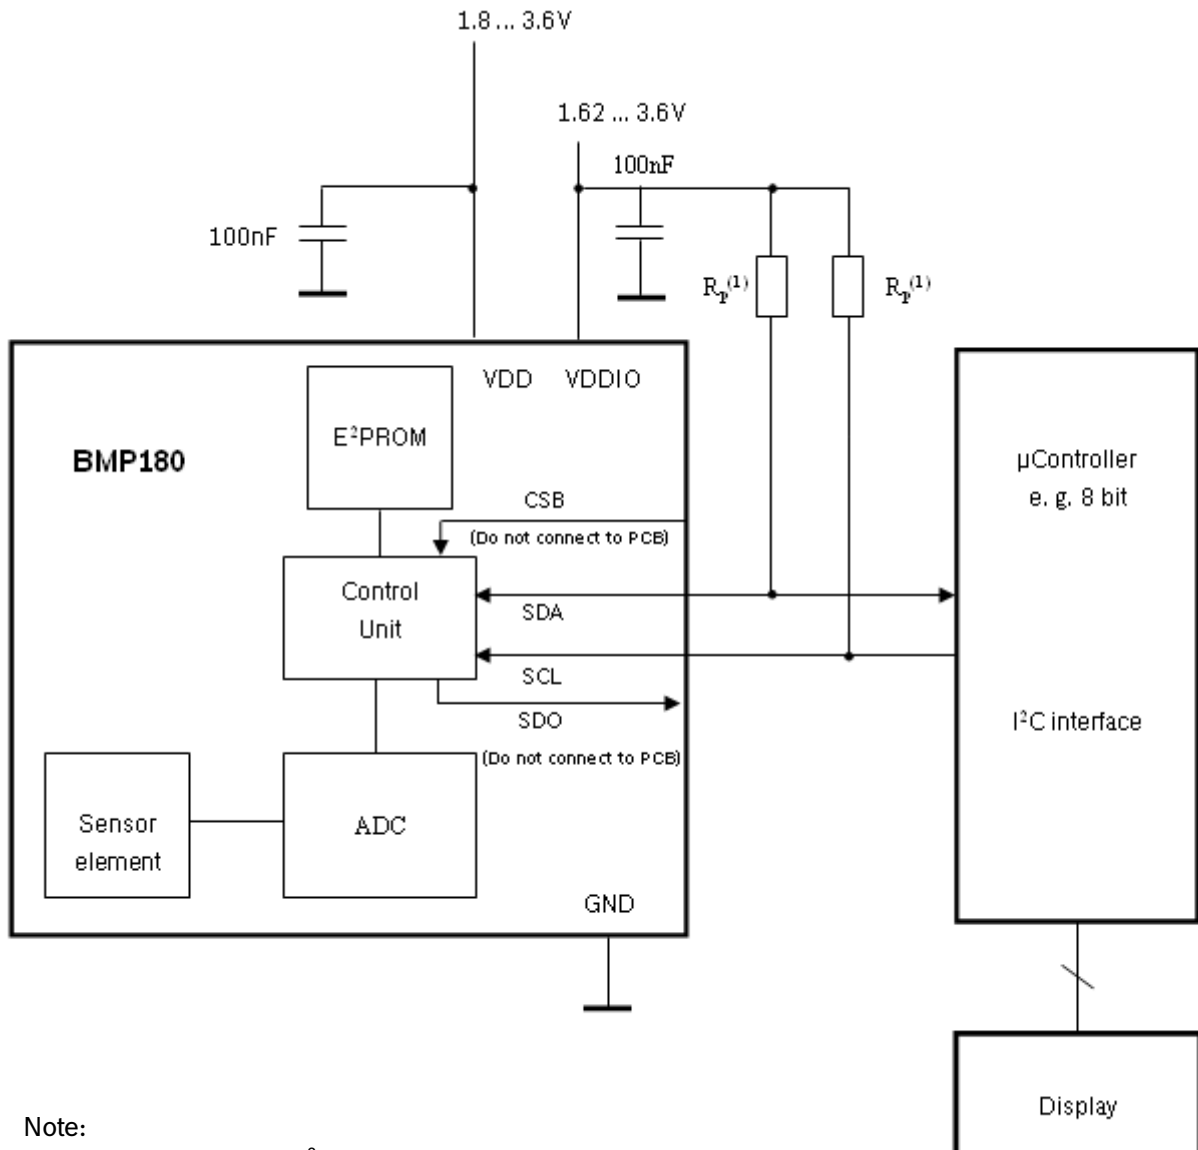 1.8 ... 3.6V
1.62 ... 3.6V
100nF
100nF
Rp(1)
Rp(1)
VDD
VDDIO
E²PROM
BMP180
µController
e. g. 8 bit
CSB
(Do not connect to PCB)
Control
Unit
SDA
SCL
SDO
(Do not connect to PCB)
I²C interface
Sensor
element
ADC
GND
Display
Note: